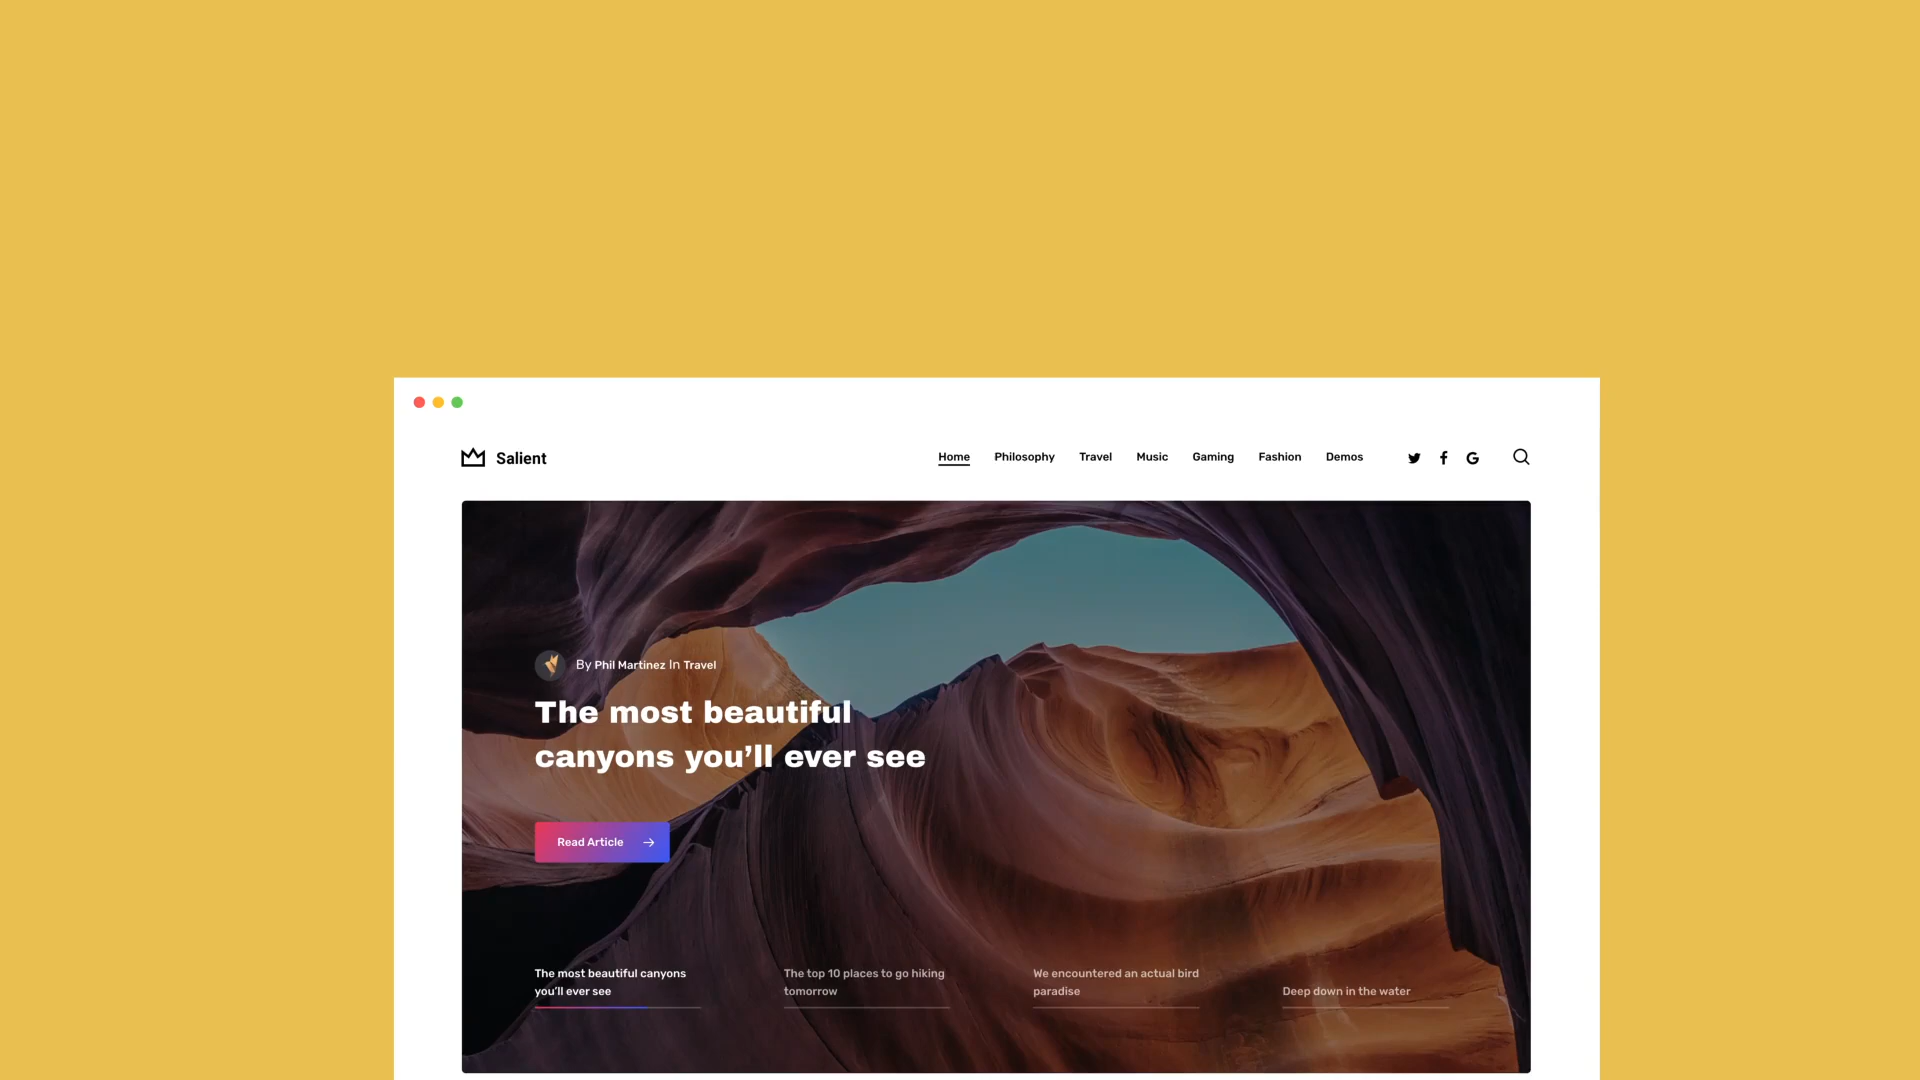 Salient
Home Philosophy Travel Music Gaming Fashion Demos
By Phil Martinez In Travel
The most beautiful
canyons you’ll ever see
Read Article
The most beautiful canyons
you’ll ever see
The top 10 places to go hiking
tomorrow
We encountered an actual bird
paradise
Deep down in the water